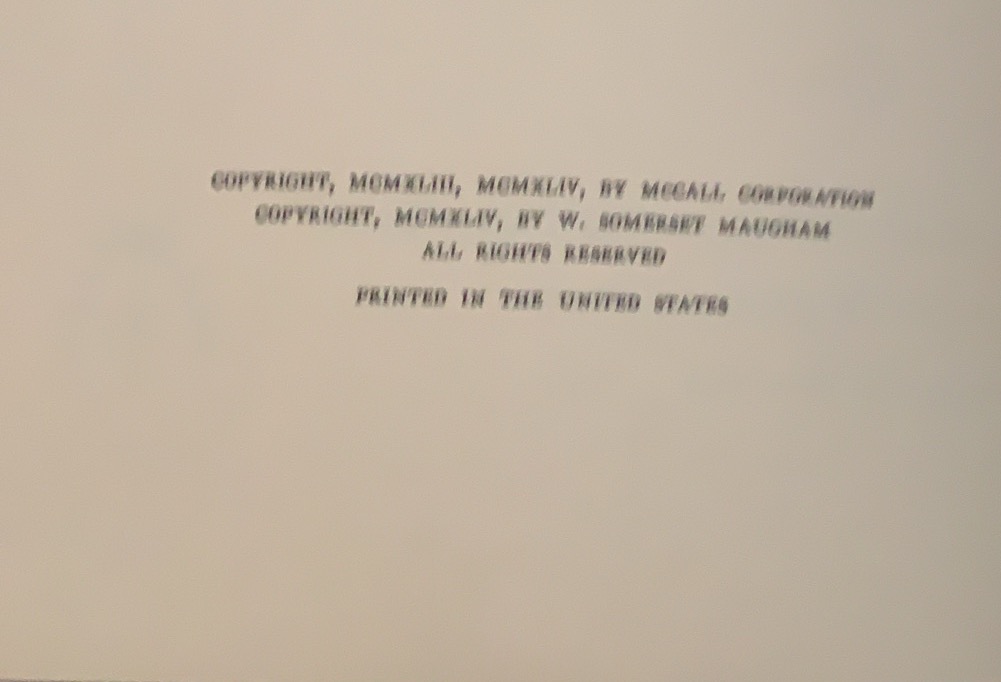 COPYRIGHT, MCMXLIII, MCMXLIV, BY MCCALL CORPORATION
COPYRIGHT, MCMXLIV, BY W. SOMERSET MAUGHAM
ALL RIGHTS RESERVED
PRINTED IN THE UNITED STATES